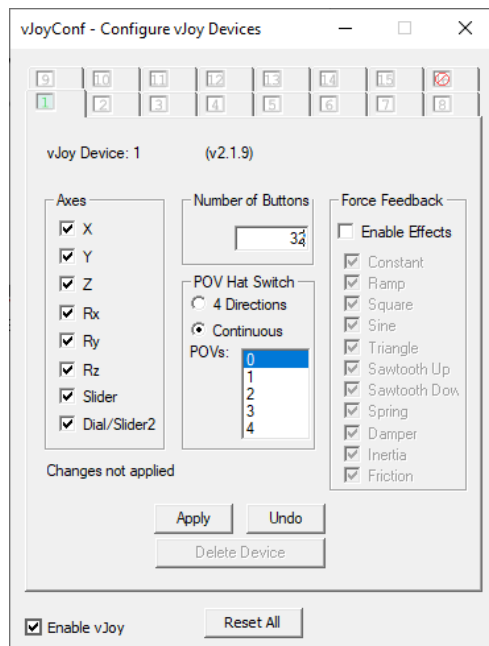 vJoyConf - Configure vJoy Devices
9 10 11 12 13 14 15
1 2 3 4 5 6 7 8
vJoy Device: 1 (v2.1.9)
Axes
X
Y
Z
Rx
Ry
Rz
Slider
Dial/Slider2
Number of Buttons
32
POV Hat Switch
4 Directions
Continuous
POVs:
0
1
2
3
4
Force Feedback
Enable Effects
Constant
Ramp
Square
Sine
Triangle
Sawtooth Up
Sawtooth Dow
Spring
Damper
Inertia
Friction
Changes not applied
Apply Undo
Delete Device
Enable vJoy Reset All